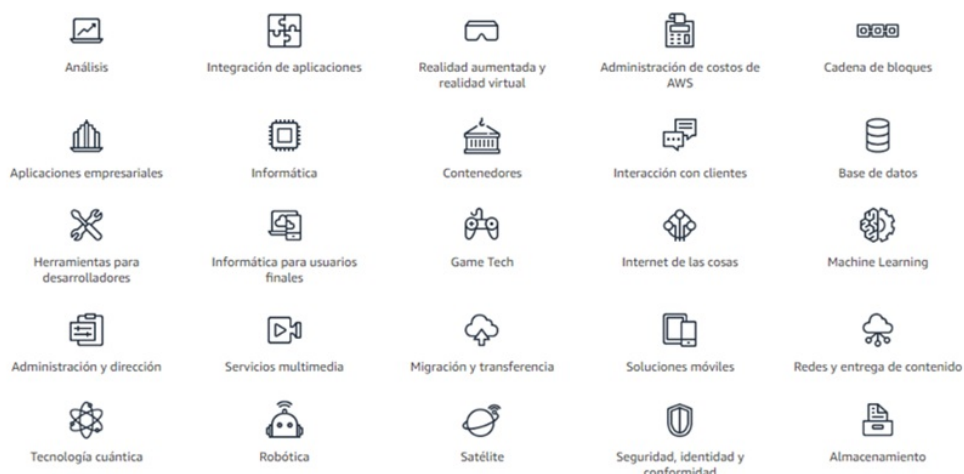 Análisis
Integración de aplicaciones
Realidad aumentada y
realidad virtual
Administración de costos de
AWS
Cadena de bloques
Aplicaciones empresariales
Informática
Contenedores
Interacción con clientes
Base de datos
Herramientas para
desarrolladores
Informática para usuarios
finales
Game Tech
Internet de las cosas
Machine Learning
Administración y dirección
Servicios multimedia
Migración y transferencia
Soluciones móviles
Redes y entrega de contenido
Tecnología cuántica
Robótica
Satélite
Seguridad, identidad y
conformidad
Almacenamiento